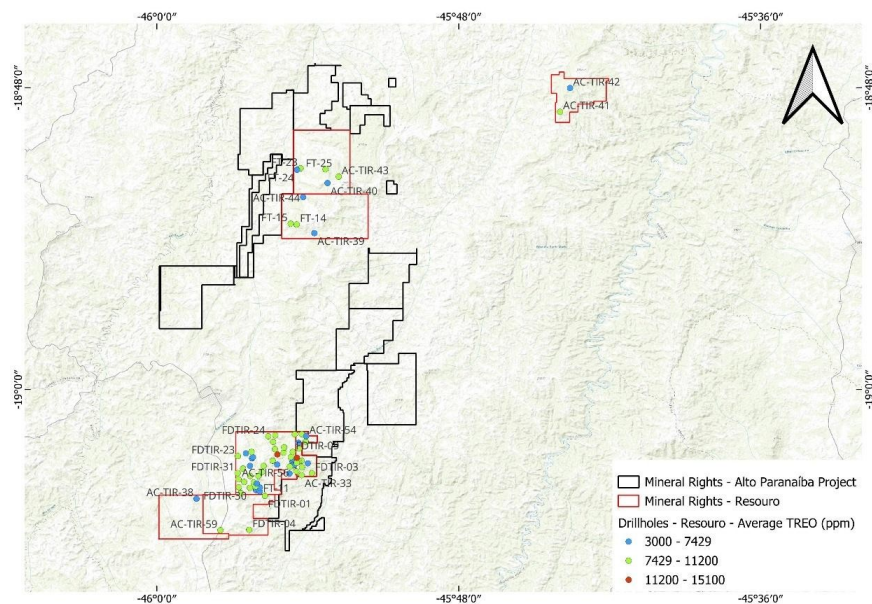 -46°0'0" -45°48'0" -45°36'0"
-18°48'0" -18°48'0"
AC-TIR-42
AC-TIR-41
FT-23 FT-25
AC-TIR-43
FT-24
AC-TIR-40
AC-TIR-44
FT-15 FT-14
AC-TIR-39
-19°0'0" -19°0'0"
FDTIR-24 AC-TIR-54
FDTIR-23
FDTIR-31 FDTIR-03
AC-TIR-56
AC-TIR-33
AC-TIR-38 FDTIR-30
FDTIR-01
AC-TIR-59 FDTIR-04
Mineral Rights - Alto Paranaíba Project
Mineral Rights - Resouro
Drillholes - Resouro - Average TREO (ppm)
3000 - 7429
7429 - 11200
11200 - 15100
-46°0'0" -45°48'0" -45°36'0"